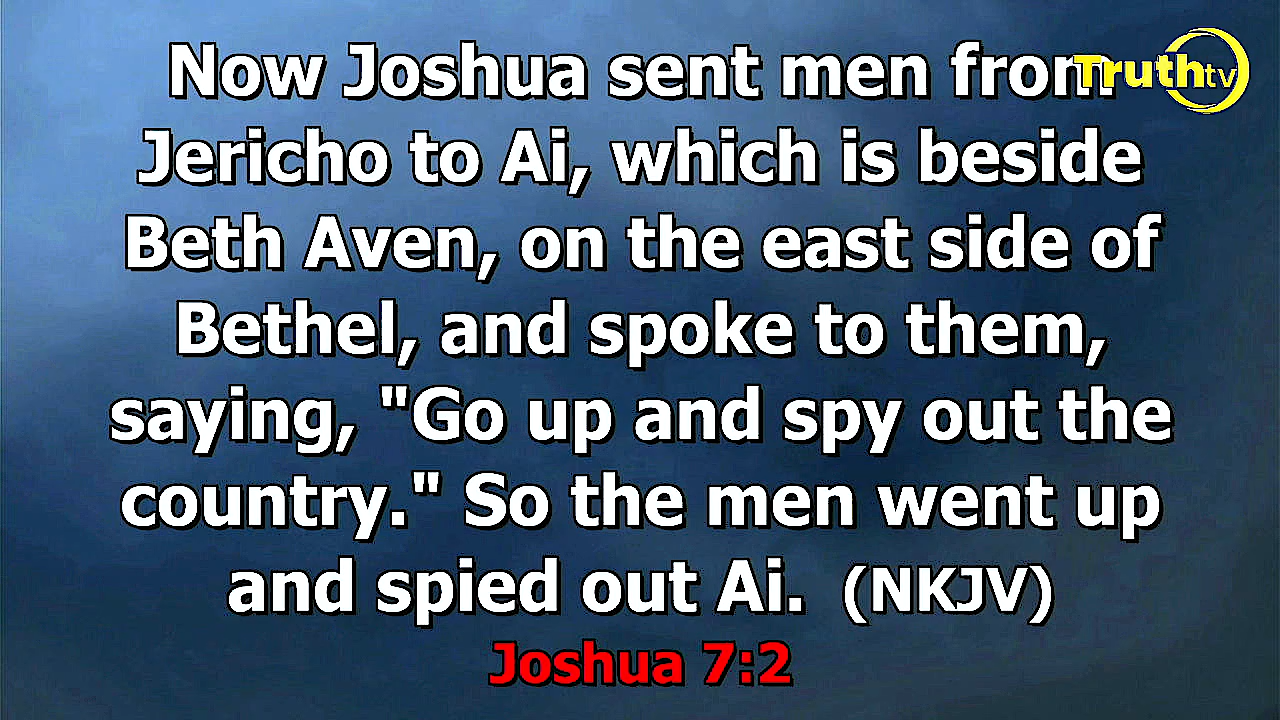 Now Joshua sent men from
Truthtv
Jericho to Ai, which is beside
Beth Aven, on the east side of
Bethel, and spoke to them,
saying, "Go up and spy out the
country." So the men went up
and spied out Ai. (NKJV)
Joshua 7:2